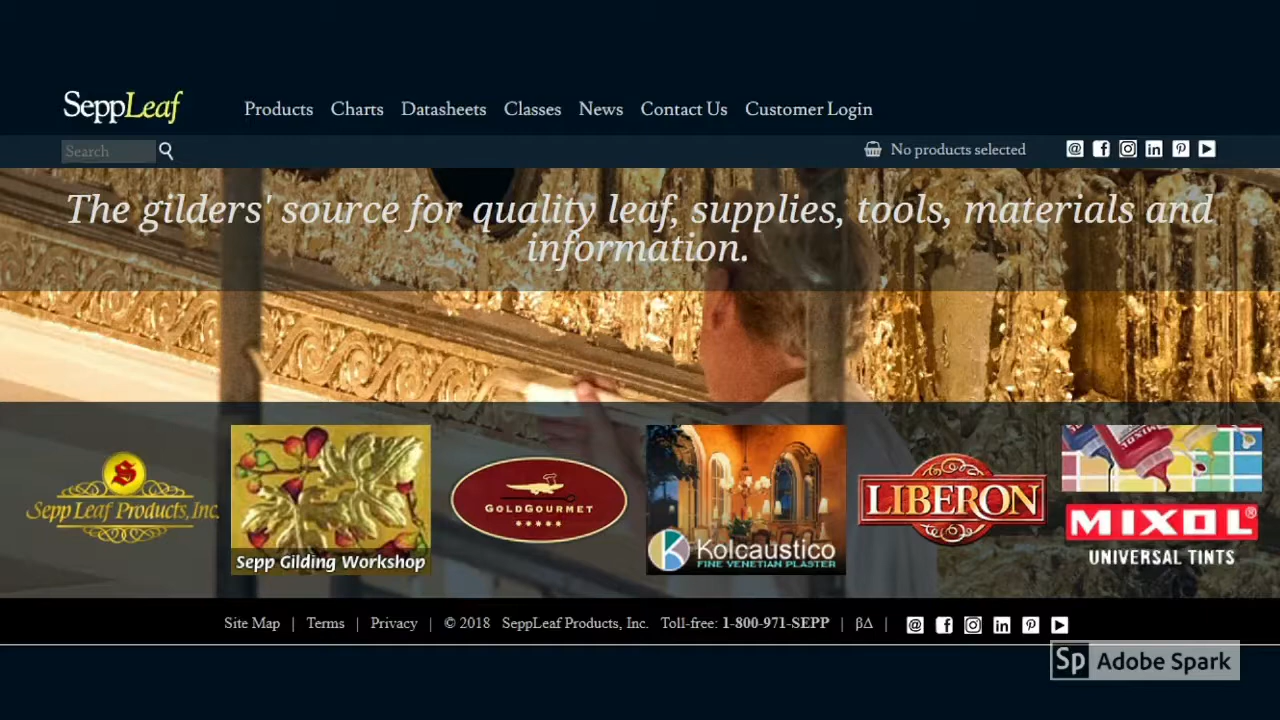 SeppLeaf
Products Charts Datasheets Classes News Contact Us Customer Login
Search
No products selected
The gilders' source for quality leaf, supplies, tools, materials and
information.
S
Sepp Leaf Products, Inc.
Sepp Gilding Workshop
GOLDGOURMET
K Kolcaustico
FINE VENETIAN PLASTER
LIBERON
MIXOL
MIXOL®
UNIVERSAL TINTS
Site Map | Terms | Privacy | © 2018 SeppLeaf Products, Inc. Toll-free: 1-800-971-SEPP | βΔ |
Sp Adobe Spark